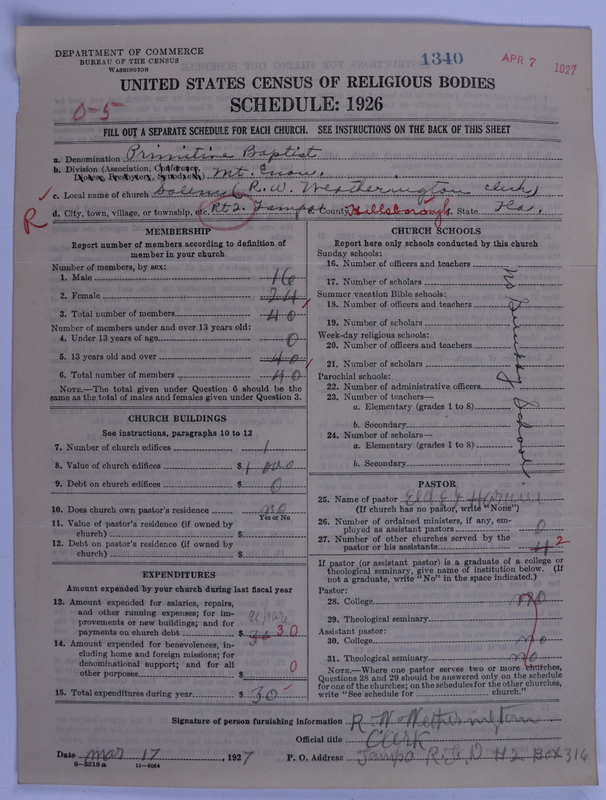 DEPARTMENT OF COMMERCE
BUREAU OF THE CENSUS
WASHINGTON
1340
APR 7 1927
UNITED STATES CENSUS OF RELIGIOUS BODIES
SCHEDULE: 1926
0-5
FILL OUT A SEPARATE SCHEDULE FOR EACH CHURCH. SEE INSTRUCTIONS ON THE BACK OF THIS SHEET
a. Denomination Primitive Baptist
b. Division (Association, Conference, Diocese, Presbytery, Synod, etc.) Mt. Enon.
c. Local name of church Salem (R. W. Weatherington clerk)
R
d. City, town, village, or township, etc. Rt 2. Tampa e. County Hillsborough f. State Fla.
MEMBERSHIP
Report number of members according to definition of member in your church
Number of members, by sex:
1. Male 16
2. Female 24
3. Total number of members 40
Number of members under and over 13 years old:
4. Under 13 years of age 0
5. 13 years old and over 40
6. Total number of members 40
NOTE.—The total given under Question 6 should be the same as the total of males and females given under Question 3.
CHURCH BUILDINGS
See instructions, paragraphs 10 to 12
7. Number of church edifices 1
8. Value of church edifices $1 000
9. Debt on church edifices $ 0
10. Does church own pastor's residence no
Yes or No
11. Value of pastor's residence (if owned by church) $
12. Debt on pastor's residence (if owned by church) $
EXPENDITURES
Amount expended by your church during last fiscal year
13. Amount expended for salaries, repairs, and other running expenses; for improvements or new buildings; and for payments on church debt $ 30 30
14. Amount expended for benevolences, including home and foreign missions; for denominational support; and for all other purposes $ 0
15. Total expenditures during year $ 30
CHURCH SCHOOLS
Report here only schools conducted by this church
Sunday schools:
16. Number of officers and teachers
17. Number of scholars
Summer vacation Bible schools:
18. Number of officers and teachers
19. Number of scholars
Week-day religious schools:
20. Number of officers and teachers
21. Number of scholars
Parochial schools:
22. Number of administrative officers
23. Number of teachers—
a. Elementary (grades 1 to 8)
b. Secondary
24. Number of scholars—
a. Elementary (grades 1 to 8)
b. Secondary
No Sunday School
PASTOR
25. Name of pastor Eld
(If church has no pastor, write "None")
26. Number of ordained ministers, if any, employed as assistant pastors 0
27. Number of other churches served by the pastor or his assistants 2
If pastor (or assistant pastor) is a graduate of a college or theological seminary, give name of institution below. (If not a graduate, write "No" in the space indicated.)
Pastor:
28. College no
29. Theological seminary
Assistant pastor:
30. College no
31. Theological seminary no
NOTE.—Where one pastor serves two or more churches, Questions 28 and 29 should be answered only on the schedule for one of the churches; on the schedules for the other churches, write "See schedule for church."
Signature of person furnishing information R W Wetherington
Official title Clerk
Date Mar 17, 1927 P. O. Address Tampa R.F.D #2 Box 316
8-5518a 11-4064